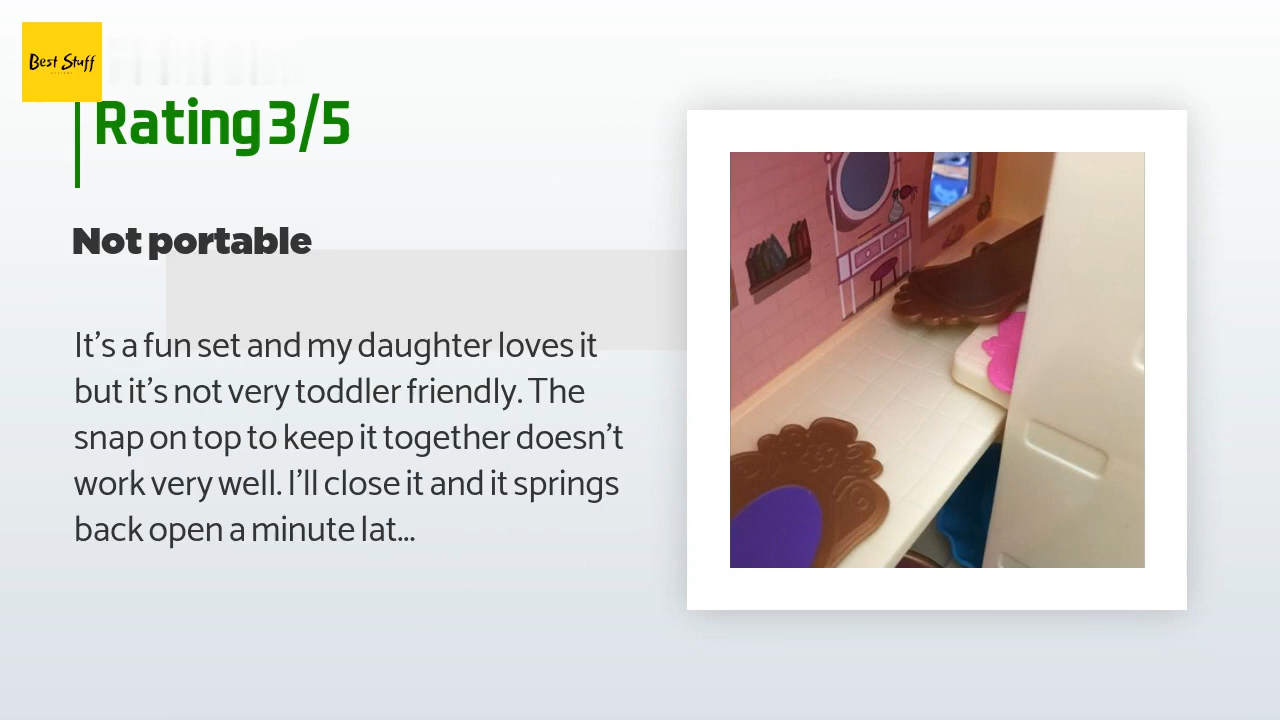 Best Stuff
Rating 3/5
Not portable
It's a fun set and my daughter loves it
but it's not very toddler friendly. The
snap on top to keep it together doesn't
work very well. I'll close it and it springs
back open a minute lat...